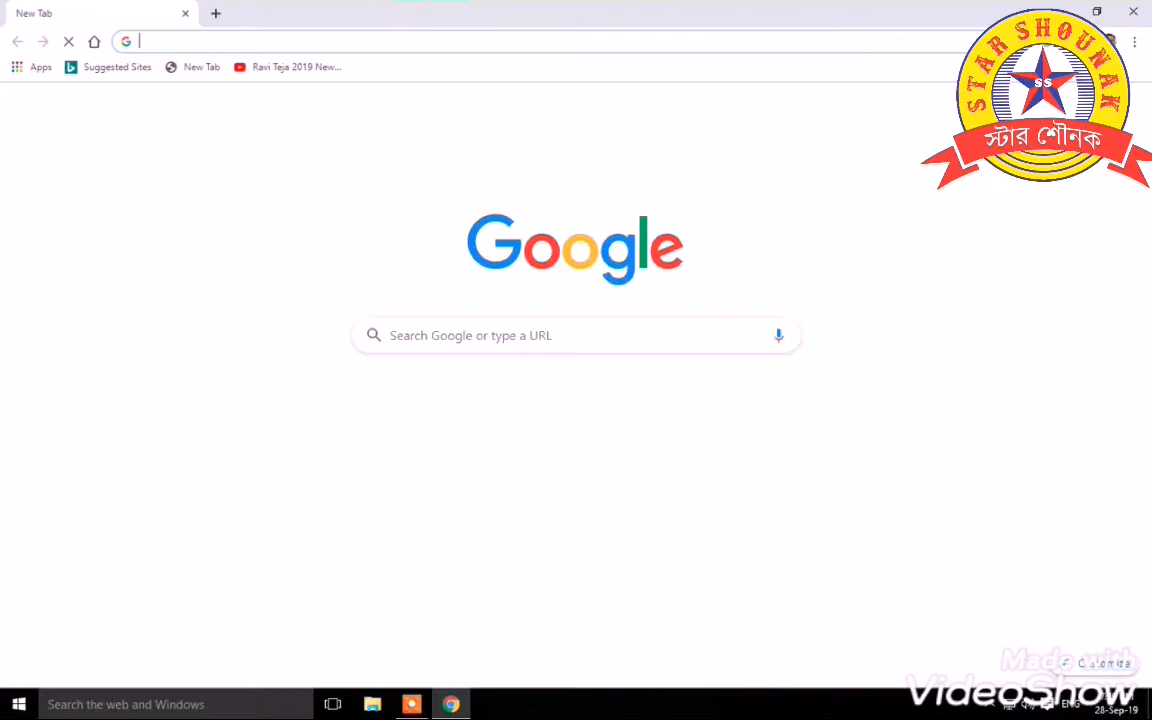 New Tab
Apps
Suggested Sites
New Tab
Ravi Teja 2019 New...
STAR SHOUNAK
SS
স্টার শৌনক
Google
Search Google or type a URL
Customize
Made with
VideoShow
Search the web and Windows
ENG
28-Sep-19